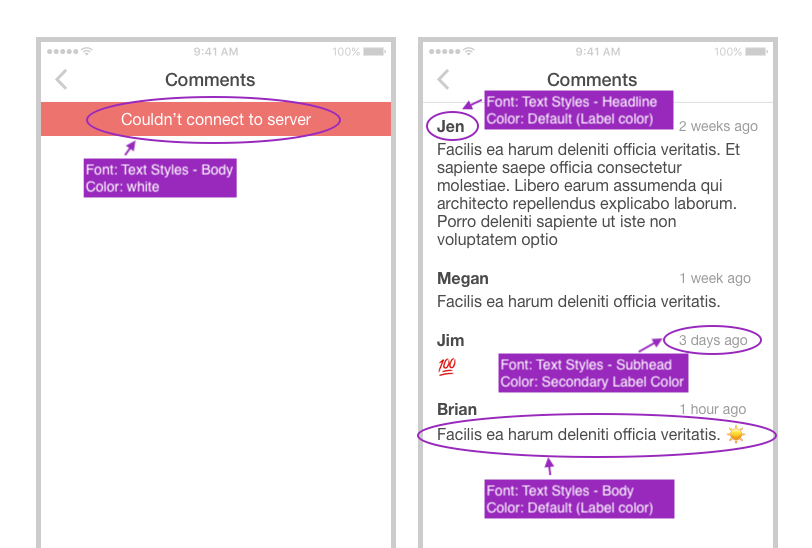 9:41 AM 100%
Comments
Couldn't connect to server
Font: Text Styles - Body
Color: white
9:41 AM 100%
Comments
Font: Text Styles - Headline
Color: Default (Label color)
Jen 2 weeks ago
Facilis ea harum deleniti officia veritatis. Et
sapiente saepe officia consectetur
molestiae. Libero earum assumenda qui
architecto repellendus explicabo laborum.
Porro deleniti sapiente ut iste non
voluptatem optio
Megan 1 week ago
Facilis ea harum deleniti officia veritatis.
Jim 3 days ago
💯
Font: Text Styles - Subhead
Color: Secondary Label Color
Brian 1 hour ago
Facilis ea harum deleniti officia veritatis. ☀️
Font: Text Styles - Body
Color: Default (Label color)